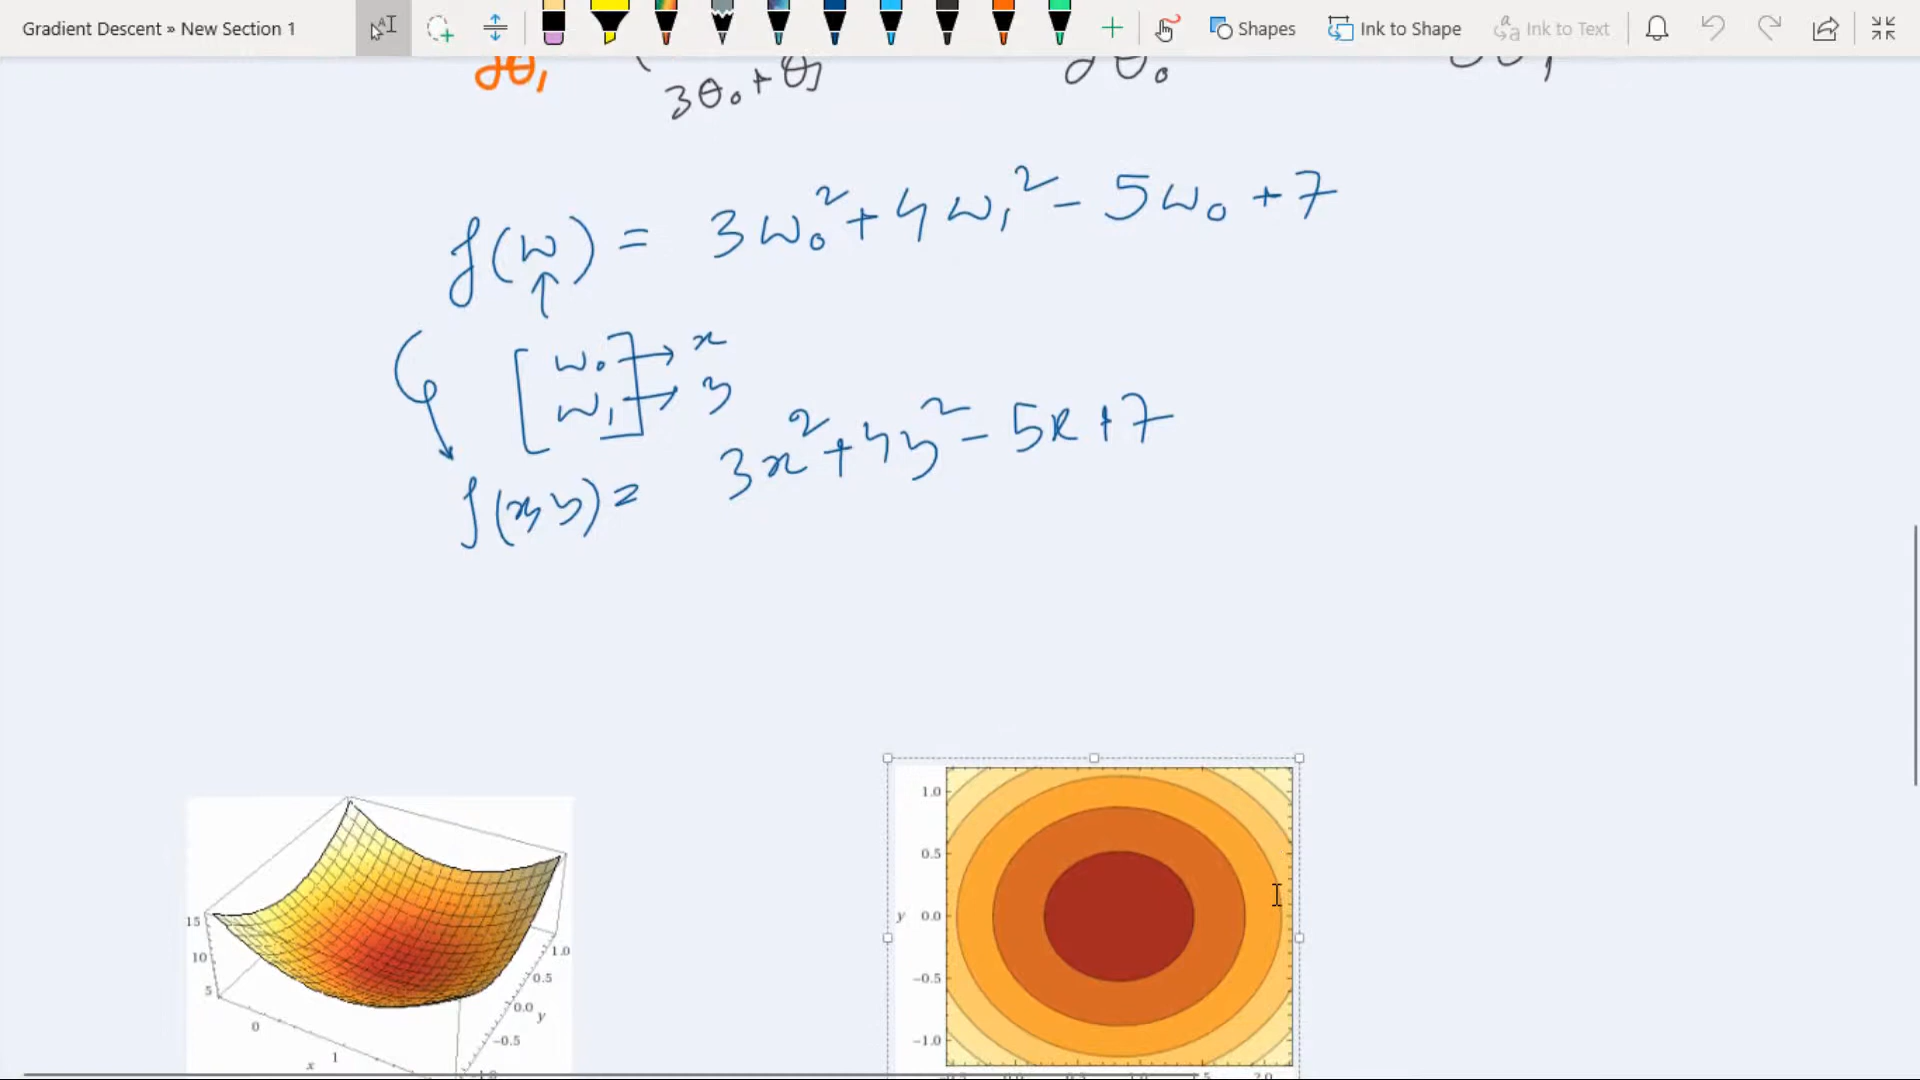 Gradient Descent » New Section 1
Shapes
Ink to Shape
Ink to Text
∂θ₁
3θ₀ + θ₁
∂θ₀
f(w) = 3w₀² + 4w₁² - 5w₀ + 7
↑
[w₀ → x
w₁] → y
f(x, y) = 3x² + 4y² - 5x + 7
15
10
5
0
1
x
1.0
0.5
0.0
y
-0.5
-1.0
1.0
0.5
y 0.0
-0.5
-1.0